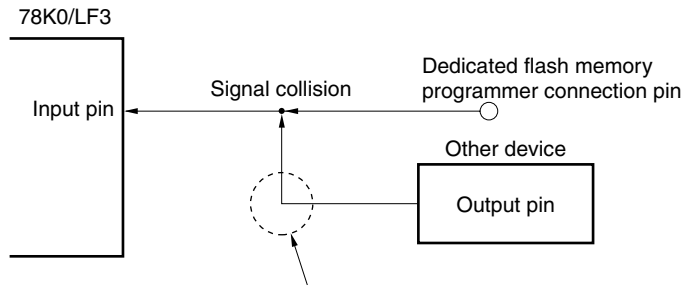 78K0/LF3
Input pin
Signal collision
Dedicated flash memory
programmer connection pin
Other device
Output pin